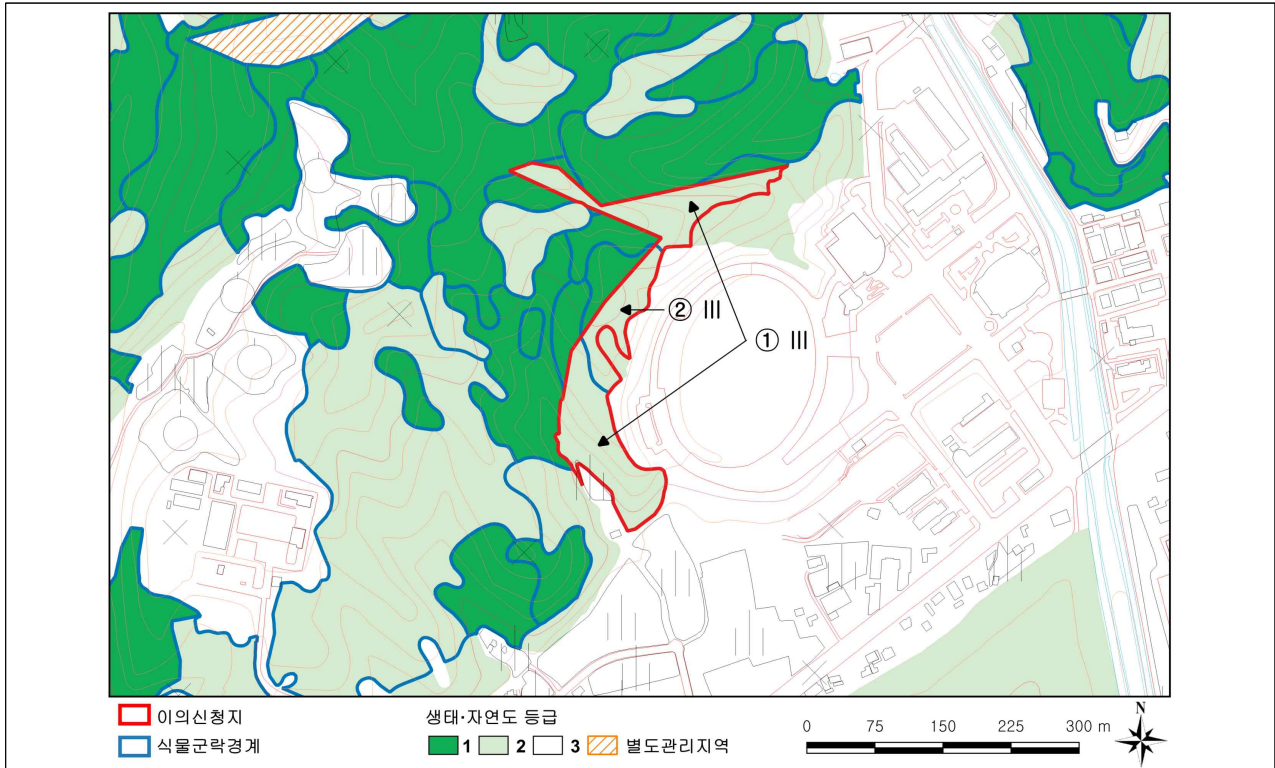 ② III
① III
이의신청지
식물군락경계
생태·자연도 등급
1 2 3 별도관리지역
0 75 150 225 300 m
N